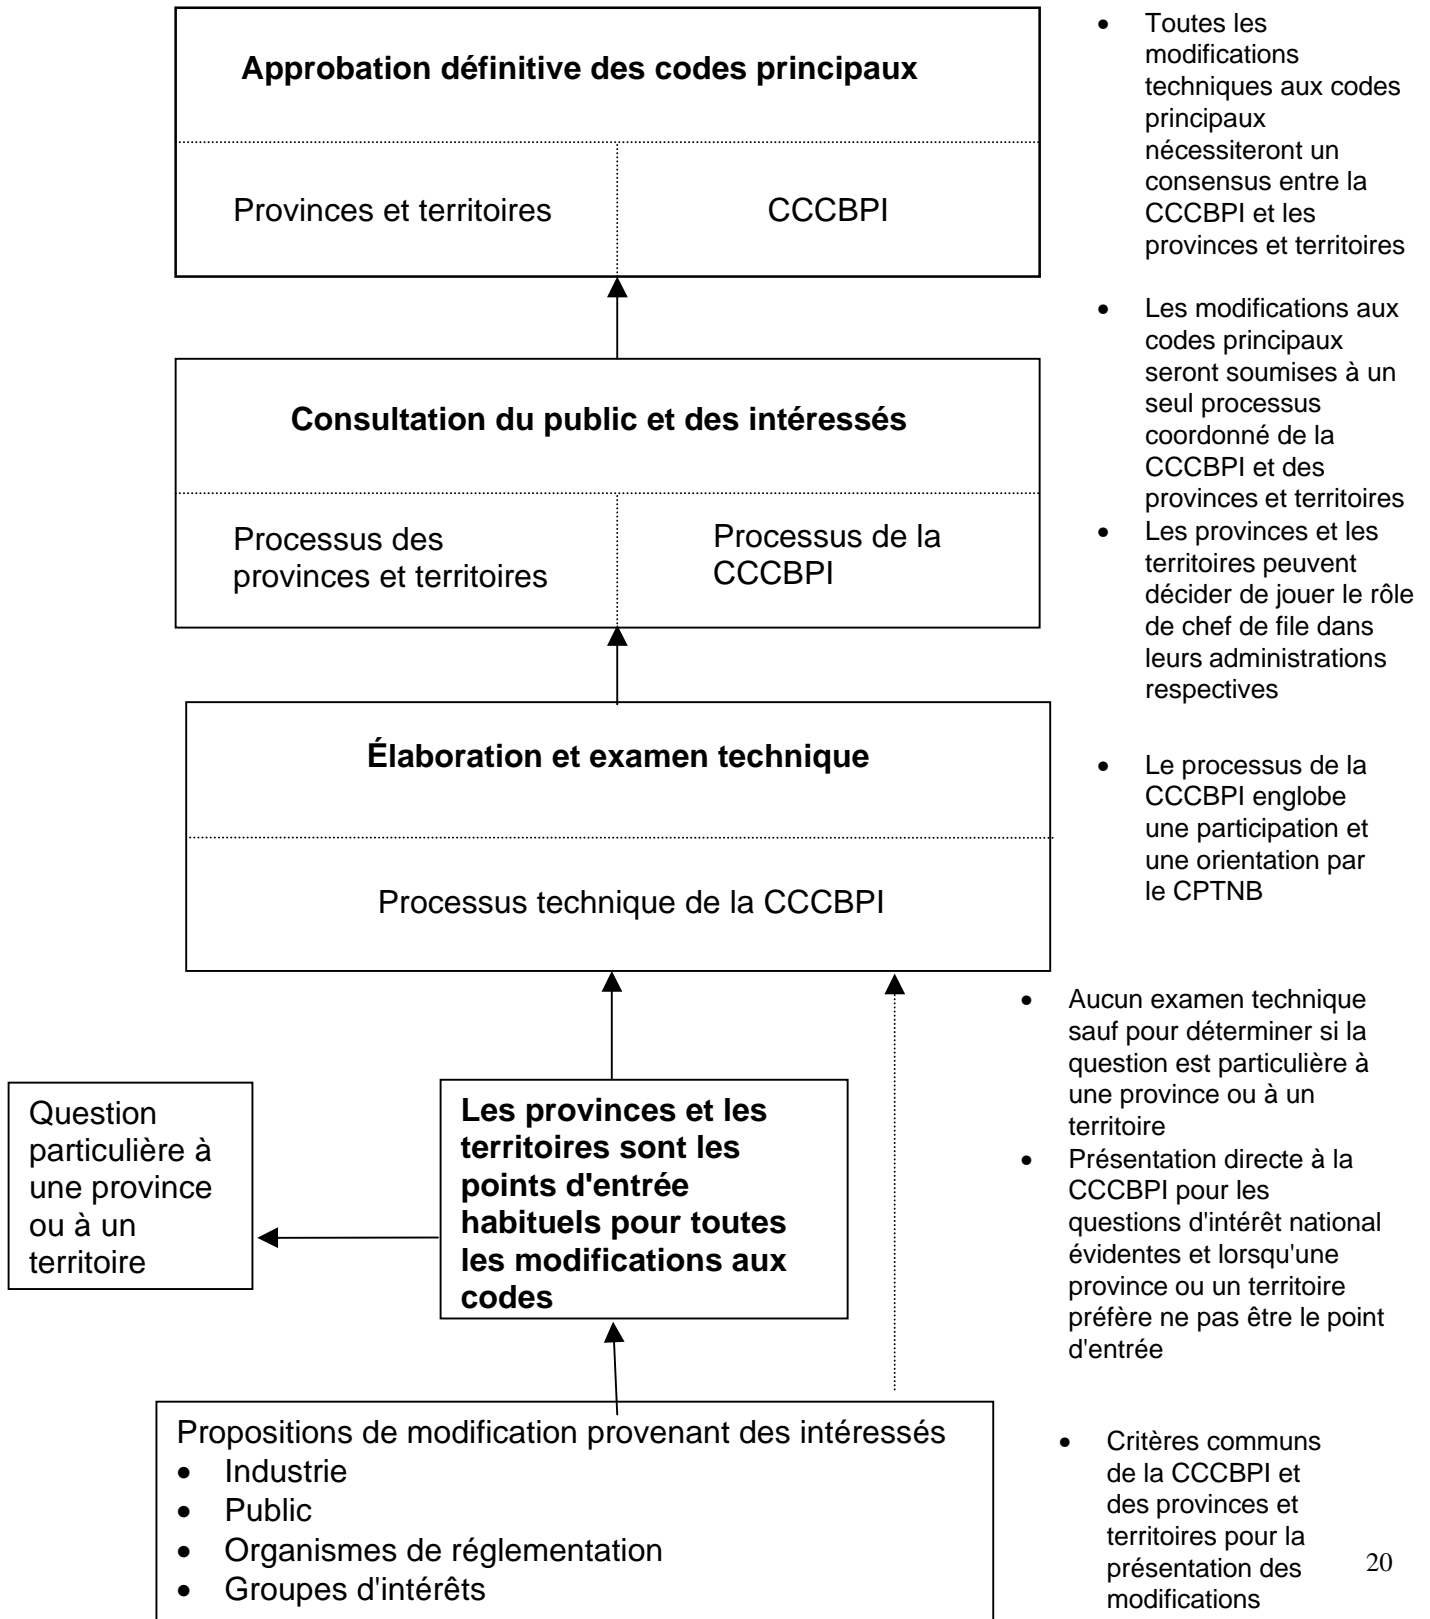 Approbation définitive des codes principaux
Provinces et territoires
CCCBPI
• Toutes les
modifications
techniques aux codes
principaux
nécessiteront un
consensus entre la
CCCBPI et les
provinces et territoires
Consultation du public et des intéressés
Processus des
provinces et territoires
Processus de la
CCCBPI
• Les modifications aux
codes principaux
seront soumises à un
seul processus
coordonné de la
CCCBPI et des
provinces et territoires
• Les provinces et les
territoires peuvent
décider de jouer le rôle
de chef de file dans
leurs administrations
respectives
Élaboration et examen technique
Processus technique de la CCCBPI
• Le processus de la
CCCBPI englobe
une participation et
une orientation par
le CPTNB
Question
particulière à
une province
ou à un
territoire
Les provinces et les
territoires sont les
points d'entrée
habituels pour toutes
les modifications aux
codes
• Aucun examen technique
sauf pour déterminer si la
question est particulière à
une province ou à un
territoire
• Présentation directe à la
CCCBPI pour les
questions d'intérêt national
évidentes et lorsqu'une
province ou un territoire
préfère ne pas être le point
d'entrée
Propositions de modification provenant des intéressés
• Industrie
• Public
• Organismes de réglementation
• Groupes d'intérêts
• Critères communs
de la CCCBPI et
des provinces et
territoires pour la
présentation des
modifications
20